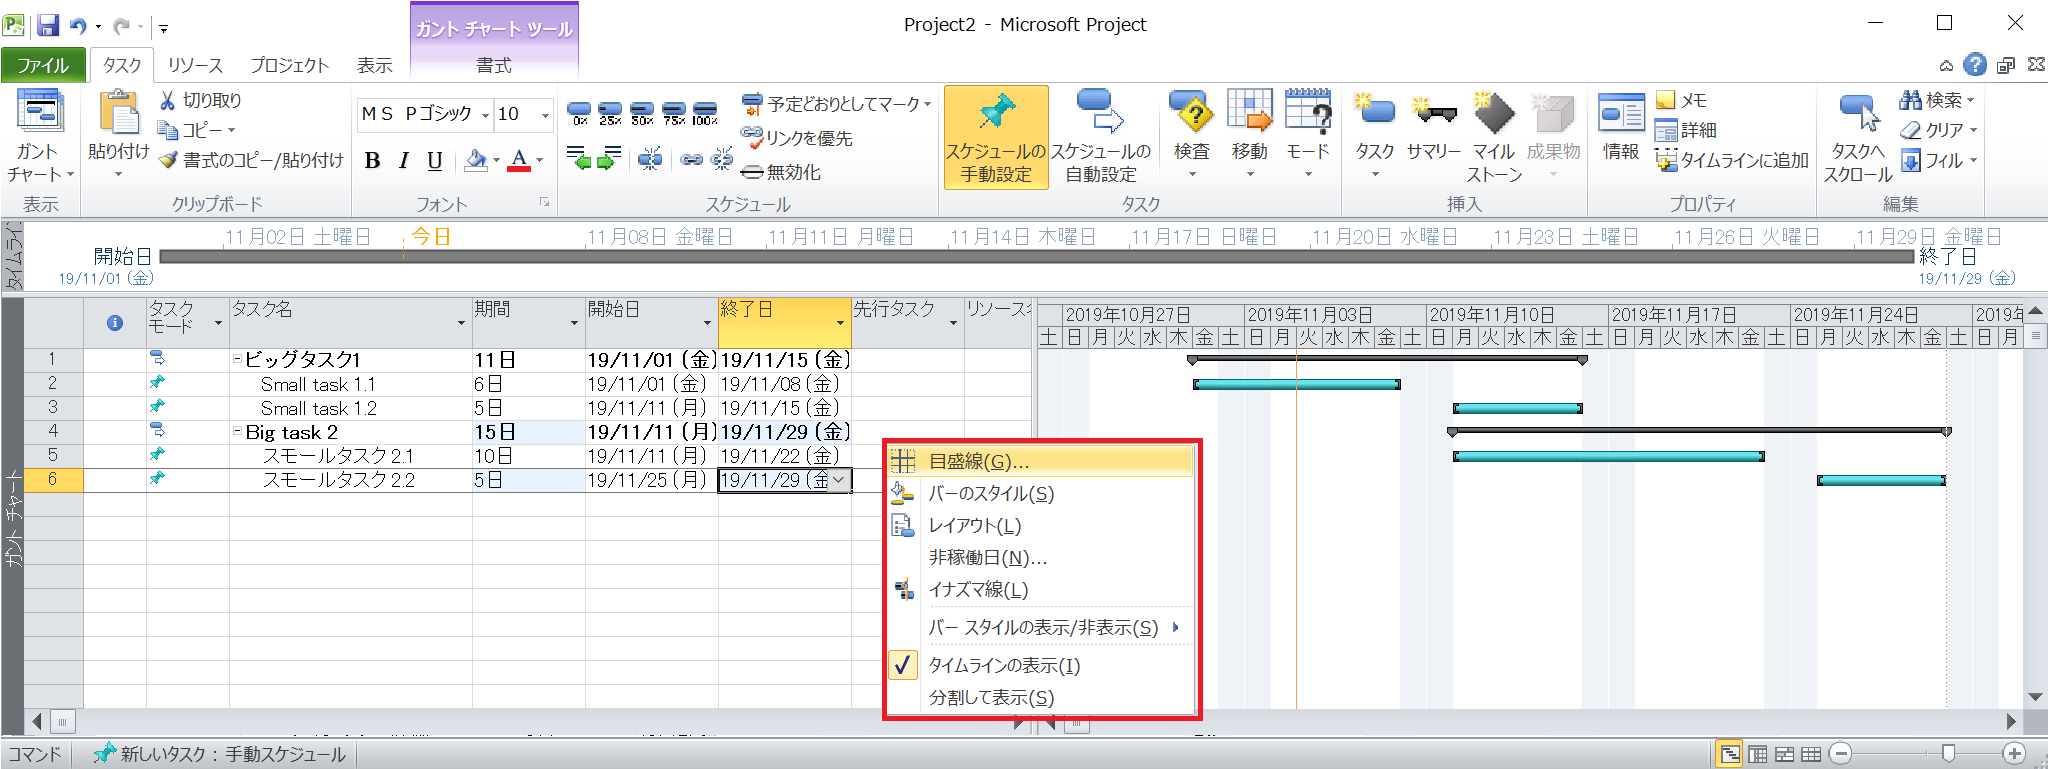 Project2 - Microsoft Project
ガント チャート ツール
ファイル タスク リソース プロジェクト 表示 書式
ガント チャート
表示
貼り付け
切り取り
コピー
書式のコピー/貼り付け
クリップボード
MS Pゴシック 10
B I U A
フォント
0% 25% 50% 75% 100%
予定どおりとしてマーク
リンクを優先
無効化
スケジュール
スケジュールの手動設定
スケジュールの自動設定
検査 移動 モード
タスク
タスク サマリー マイルストーン 成果物
挿入
情報
メモ
詳細
タイムラインに追加
プロパティ
タスクへスクロール
検索
クリア
フィル
編集
タイムライ
11月02日 土曜日 今日 11月08日 金曜日 11月11日 月曜日 11月14日 木曜日 11月17日 日曜日 11月20日 水曜日 11月23日 土曜日 11月26日 火曜日 11月29日 金曜日
開始日 終了日
19/11/01 (金) 19/11/29 (金)
タスクモード タスク名 期間 開始日 終了日 先行タスク リソース
2019年10月27日 2019年11月03日 2019年11月10日 2019年11月17日 2019年11月24日 2019年
土 日 月 火 水 木 金 土 日 月 火 水 木 金 土 日 月 火 水 木 金 土 日 月 火 水 木 金 土 日 月 火 水 木 金 土 日 月
1 ビッグタスク1 11日 19/11/01 (金) 19/11/15 (金)
2 Small task 1.1 6日 19/11/01 (金) 19/11/08 (金)
3 Small task 1.2 5日 19/11/11 (月) 19/11/15 (金)
4 Big task 2 15日 19/11/11 (月) 19/11/29 (金)
5 スモールタスク2.1 10日 19/11/11 (月) 19/11/22 (金)
6 スモールタスク2.2 5日 19/11/25 (月) 19/11/29 (金
ガント チャート
目盛線(G)...
バーのスタイル(S)
レイアウト(L)
非稼働日(N)...
イナズマ線(L)
バー スタイルの表示/非表示(S)
タイムラインの表示(I)
分割して表示(S)
コマンド 新しいタスク : 手動スケジュール